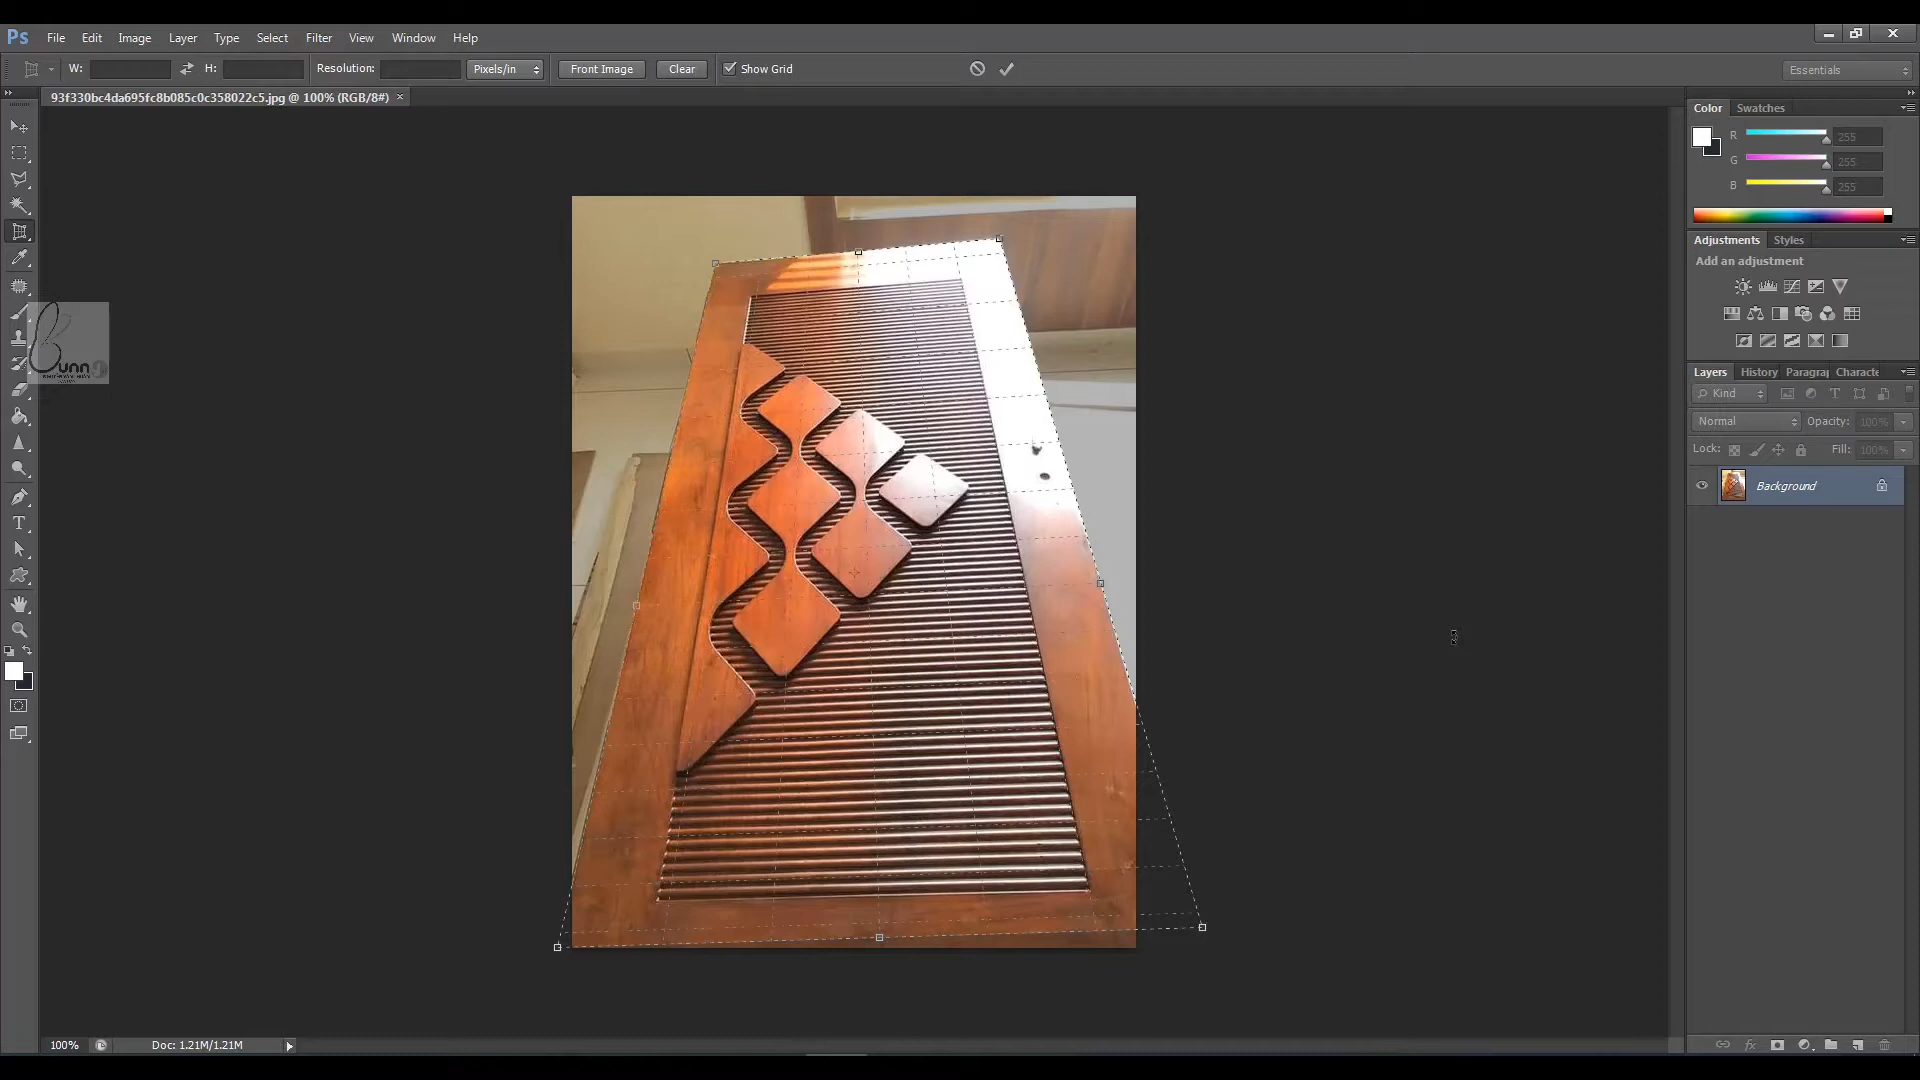 Ps File Edit Image Layer Type Select Filter View Window Help
W: H: Resolution: Pixels/in Front Image Clear Show Grid Essentials
93f330bc4da695fc8b085c0c358022c5.jpg @ 100% (RGB/8#) ×
Color Swatches
R 255
G 255
B 255
Adjustments Styles
Add an adjustment
Layers History Paragraph Characte
Kind
Normal Opacity: 100%
Lock: Fill: 100%
Background
unn
100% Doc: 1.21M/1.21M